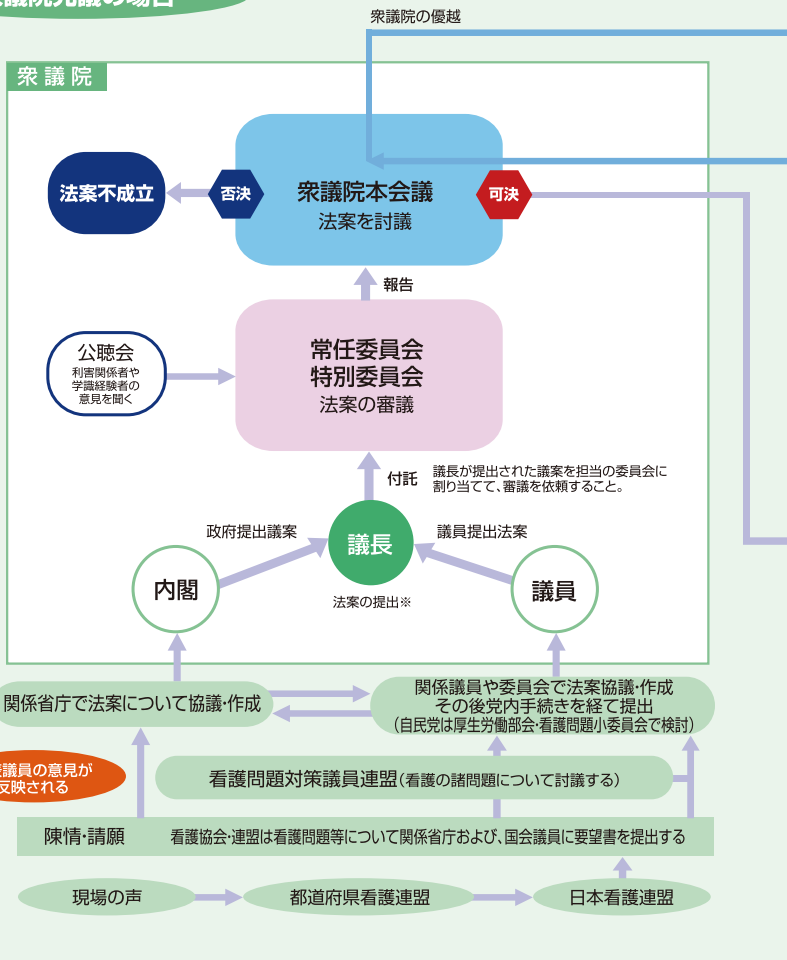 衆議院先議の場合
衆議院の優越
衆議院
法案不成立
否決
衆議院本会議
法案を討議
可決
報告
公聴会
利害関係者や
学識経験者の
意見を聞く
常任委員会
特別委員会
法案の審議
付託
議長が提出された議案を担当の委員会に
割り当てて、審議を依頼すること。
政府提出議案
議長
議員提出法案
内閣
法案の提出※
議員
関係省庁で法案について協議・作成
関係議員や委員会で法案協議・作成
その後党内手続きを経て提出
(自民党は厚生労働部会・看護問題小委員会で検討)
議員の意見が
反映される
看護問題対策議員連盟(看護の諸問題について討議する)
陳情・請願
看護協会・連盟は看護問題等について関係省庁および、国会議員に要望書を提出する
現場の声
都道府県看護連盟
日本看護連盟